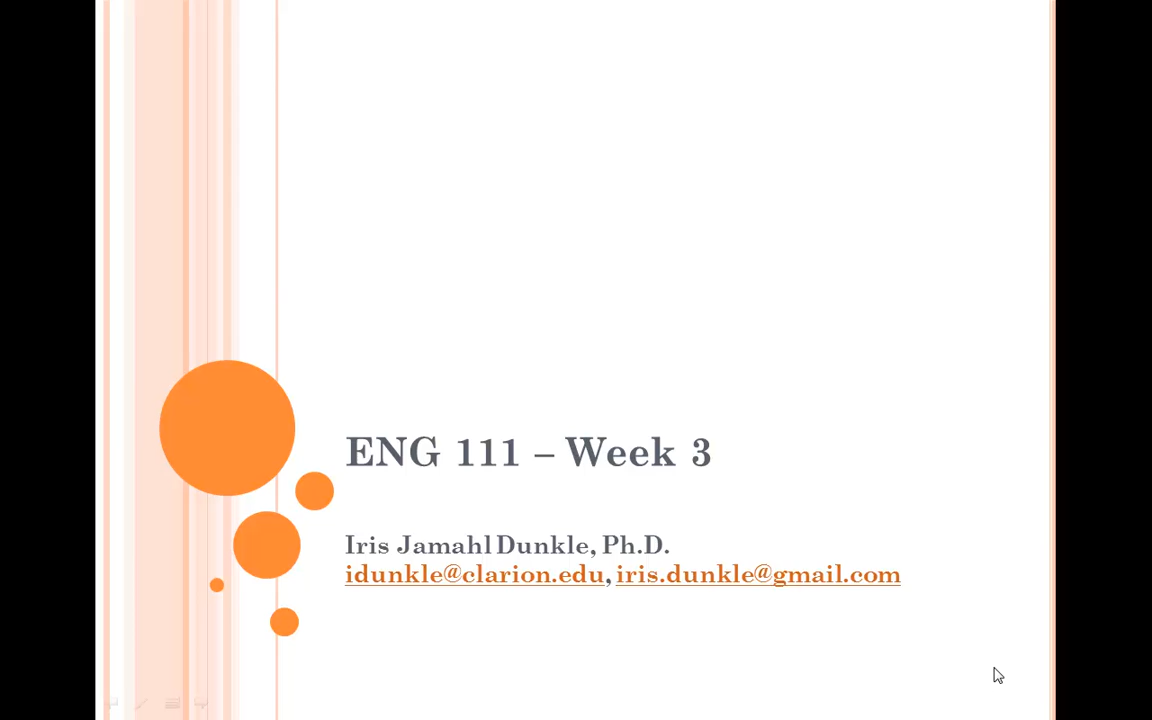 ENG 111 – Week 3
Iris Jamahl Dunkle, Ph.D.
idunkle@clarion.edu, iris.dunkle@gmail.com